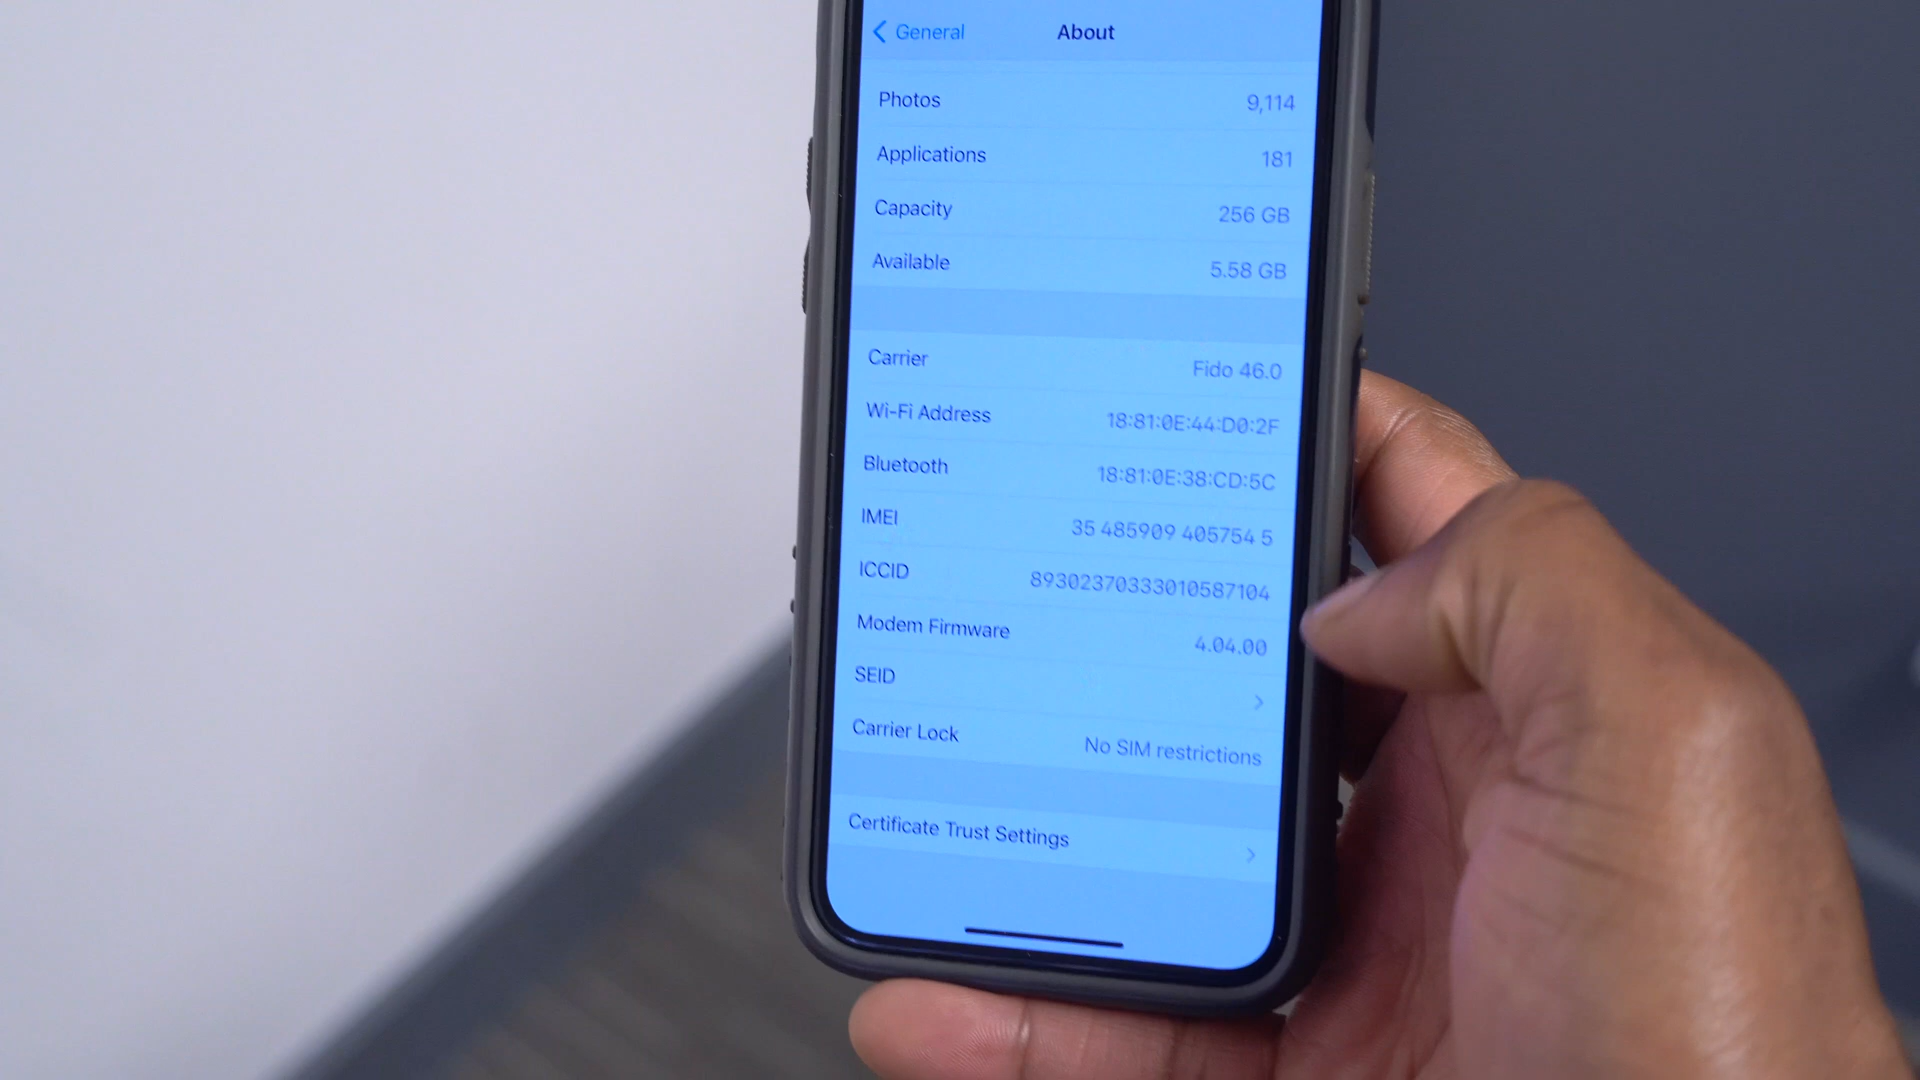 General
About
Photos 9,114
Applications 181
Capacity 256 GB
Available 5.58 GB
Carrier Fido 46.0
Wi-Fi Address 18:81:0E:44:D0:2F
Bluetooth 18:81:0E:38:CD:5C
IMEI 35 485909 405754 5
ICCID 89302370333010587104
Modem Firmware 4.04.00
SEID
Carrier Lock No SIM restrictions
Certificate Trust Settings